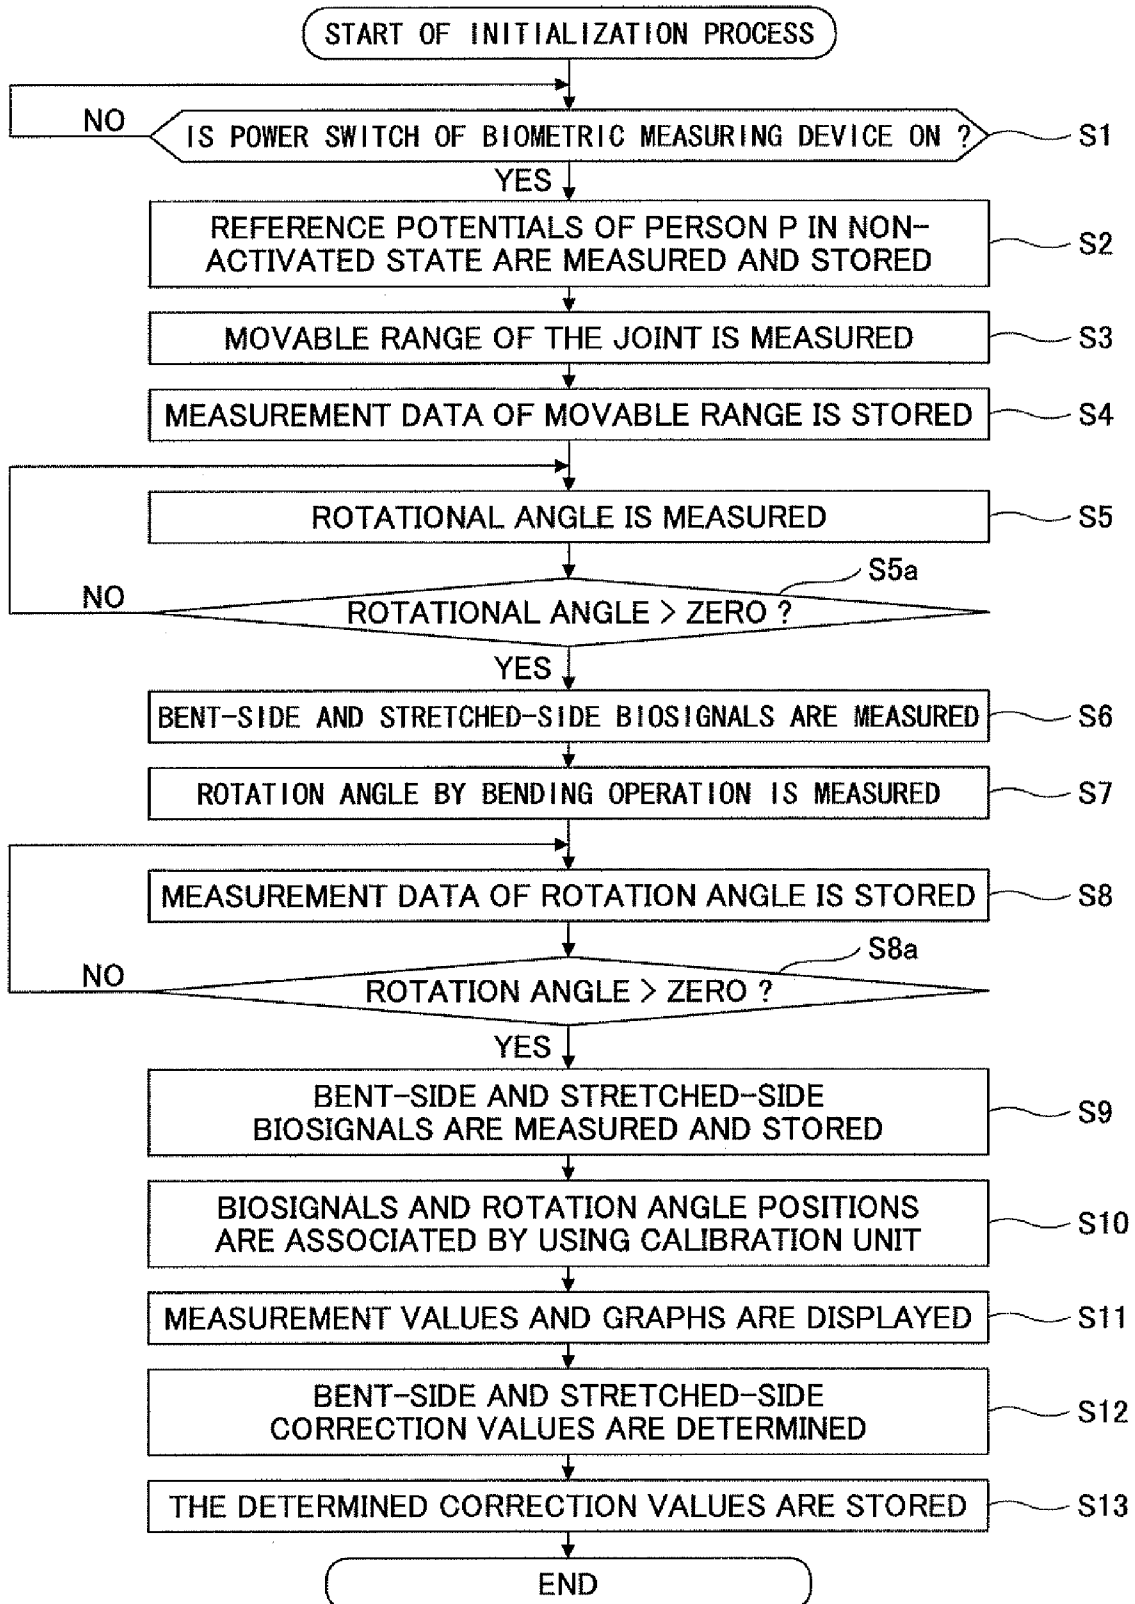 START OF INITIALIZATION PROCESS
NO
IS POWER SWITCH OF BIOMETRIC MEASURING DEVICE ON ?
S1
YES
REFERENCE POTENTIALS OF PERSON P IN NON-
ACTIVATED STATE ARE MEASURED AND STORED
S2
MOVABLE RANGE OF THE JOINT IS MEASURED
S3
MEASUREMENT DATA OF MOVABLE RANGE IS STORED
S4
ROTATIONAL ANGLE IS MEASURED
S5
S5a
NO
ROTATIONAL ANGLE > ZERO ?
YES
BENT-SIDE AND STRETCHED-SIDE BIOSIGNALS ARE MEASURED
S6
ROTATION ANGLE BY BENDING OPERATION IS MEASURED
S7
MEASUREMENT DATA OF ROTATION ANGLE IS STORED
S8
S8a
NO
ROTATION ANGLE > ZERO ?
YES
BENT-SIDE AND STRETCHED-SIDE
BIOSIGNALS ARE MEASURED AND STORED
S9
BIOSIGNALS AND ROTATION ANGLE POSITIONS
ARE ASSOCIATED BY USING CALIBRATION UNIT
S10
MEASUREMENT VALUES AND GRAPHS ARE DISPLAYED
S11
BENT-SIDE AND STRETCHED-SIDE
CORRECTION VALUES ARE DETERMINED
S12
THE DETERMINED CORRECTION VALUES ARE STORED
S13
END